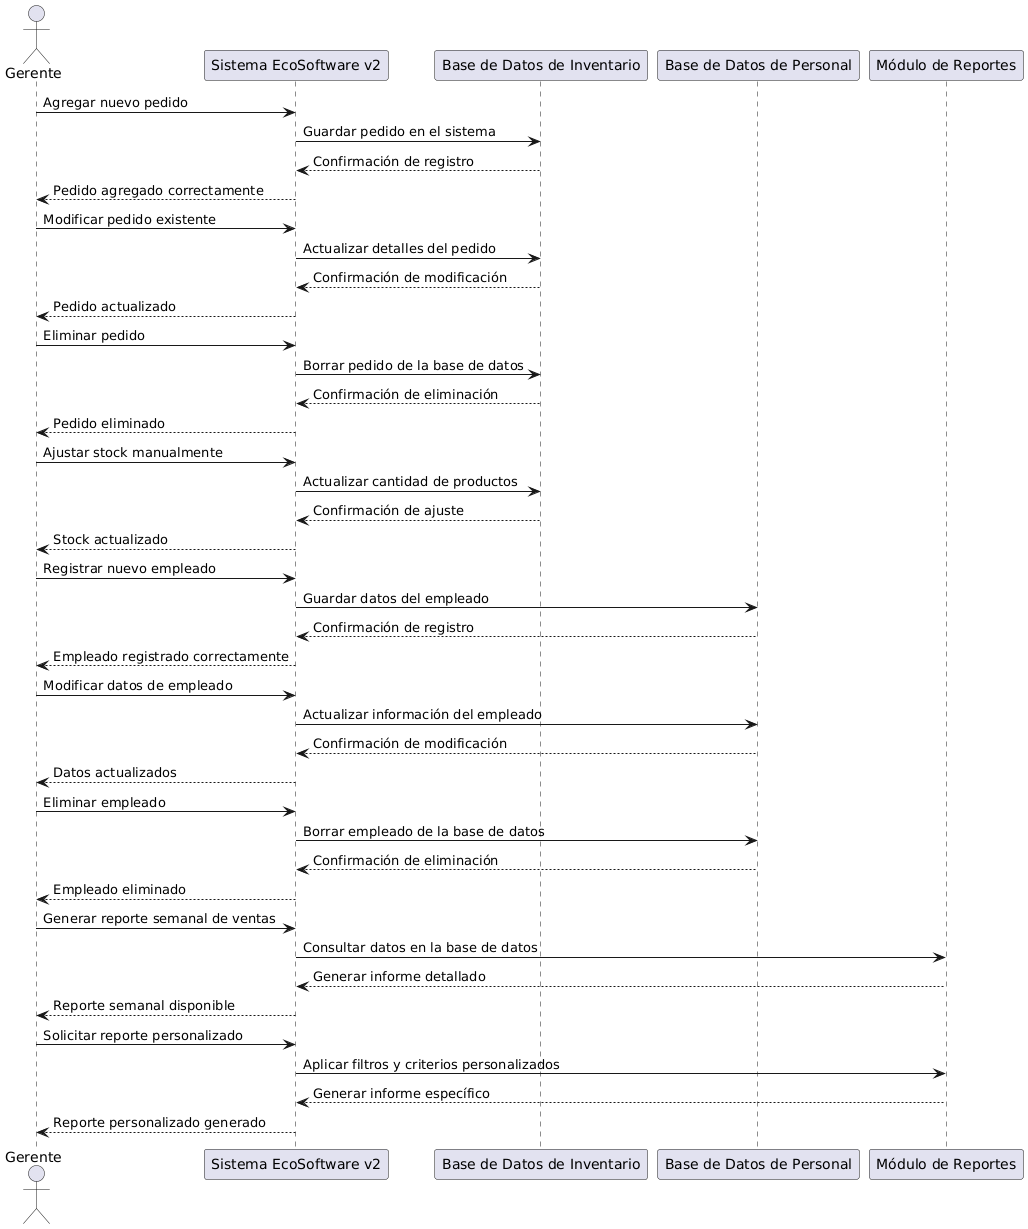 Gerente
Sistema EcoSoftware v2
Base de Datos de Inventario
Base de Datos de Personal
Módulo de Reportes
Agregar nuevo pedido
Guardar pedido en el sistema
Confirmación de registro
Pedido agregado correctamente
Modificar pedido existente
Actualizar detalles del pedido
Confirmación de modificación
Pedido actualizado
Eliminar pedido
Borrar pedido de la base de datos
Confirmación de eliminación
Pedido eliminado
Ajustar stock manualmente
Actualizar cantidad de productos
Confirmación de ajuste
Stock actualizado
Registrar nuevo empleado
Guardar datos del empleado
Confirmación de registro
Empleado registrado correctamente
Modificar datos de empleado
Actualizar información del empleado
Confirmación de modificación
Datos actualizados
Eliminar empleado
Borrar empleado de la base de datos
Confirmación de eliminación
Empleado eliminado
Generar reporte semanal de ventas
Consultar datos en la base de datos
Generar informe detallado
Reporte semanal disponible
Solicitar reporte personalizado
Aplicar filtros y criterios personalizados
Generar informe específico
Reporte personalizado generado
Gerente
Sistema EcoSoftware v2
Base de Datos de Inventario
Base de Datos de Personal
Módulo de Reportes